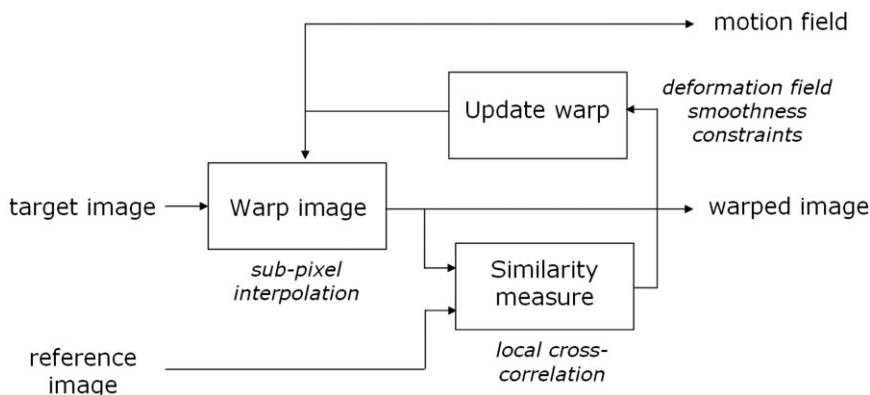 motion field
Update warp
deformation field
smoothness
constraints
target image
Warp image
warped image
sub-pixel
interpolation
Similarity
measure
reference
image
local cross-
correlation